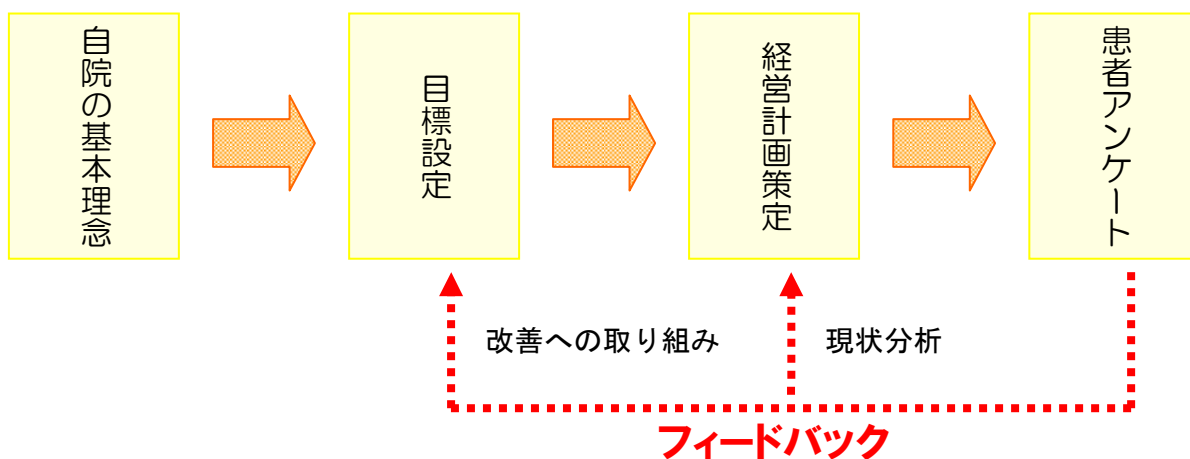 自院の基本理念
目標設定
経営計画策定
患者アンケート
改善への取り組み
現状分析
フィードバック